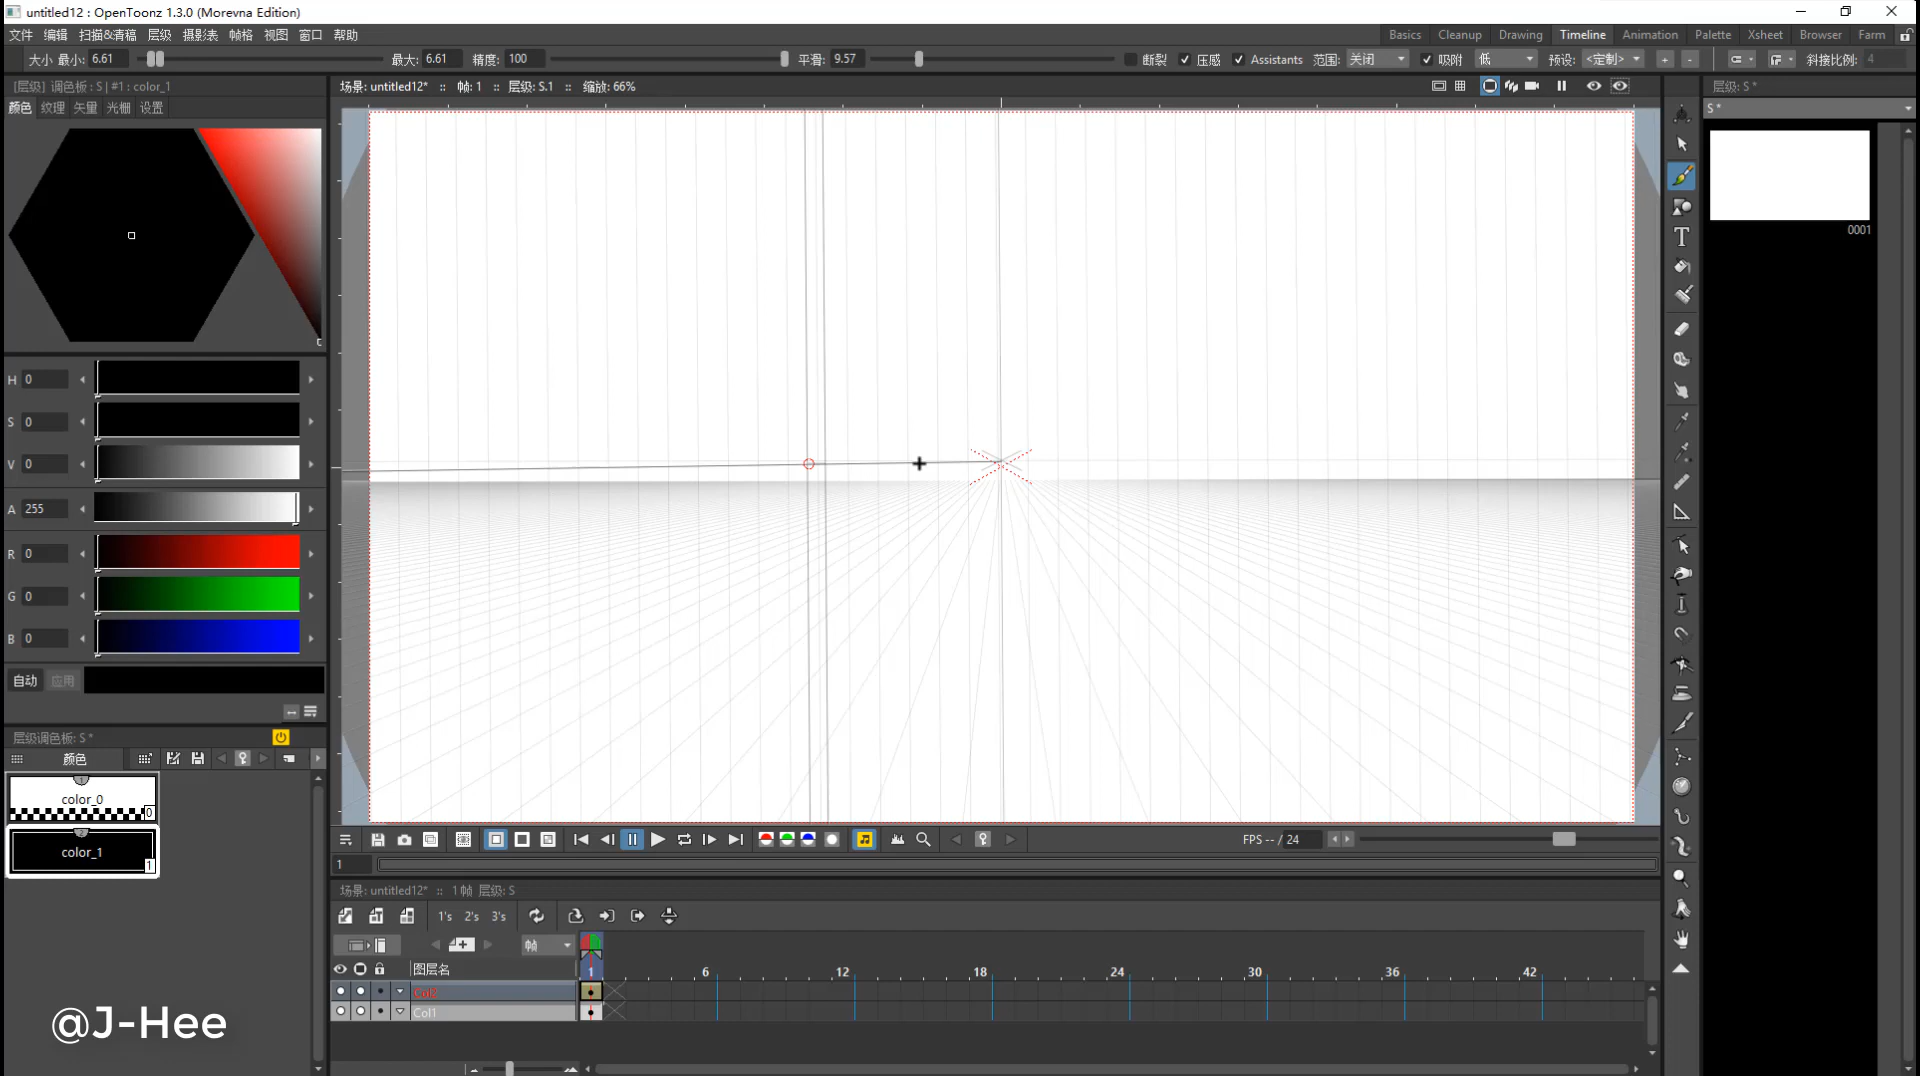 untitled12 : OpenToonz 1.3.0 (Morevna Edition)
文件 编辑 扫描&清稿 层级 摄影表 帧格 视图 窗口 帮助 Basics Cleanup Drawing Timeline Animation Palette Xsheet Browser Farm
大小 最小: 6.61 最大: 6.61 精度: 100 平滑: 9.57 断裂 压感 Assistants 范围: 关闭 吸附 低 预设: <定制> + - 斜接比例: 4
[层级] 调色板 : S | #1 : color_1
场景: untitled12* :: 帧: 1 :: 层级: S.1 :: 缩放: 66%
层级: S *
颜色 纹理 矢量 光栅 设置
S *
0001
H 0
S 0
V 0
A 255
R 0
G 0
B 0
自动 应用
层级调色板: S *
颜色
color_0
0
color_1
1
FPS -- / 24
1
场景: untitled12* :: 1 帧 层级: S
1's 2's 3's
帧
图层名
1 6 12 18 24 30 36 42
Col2
Col1
@J-Hee